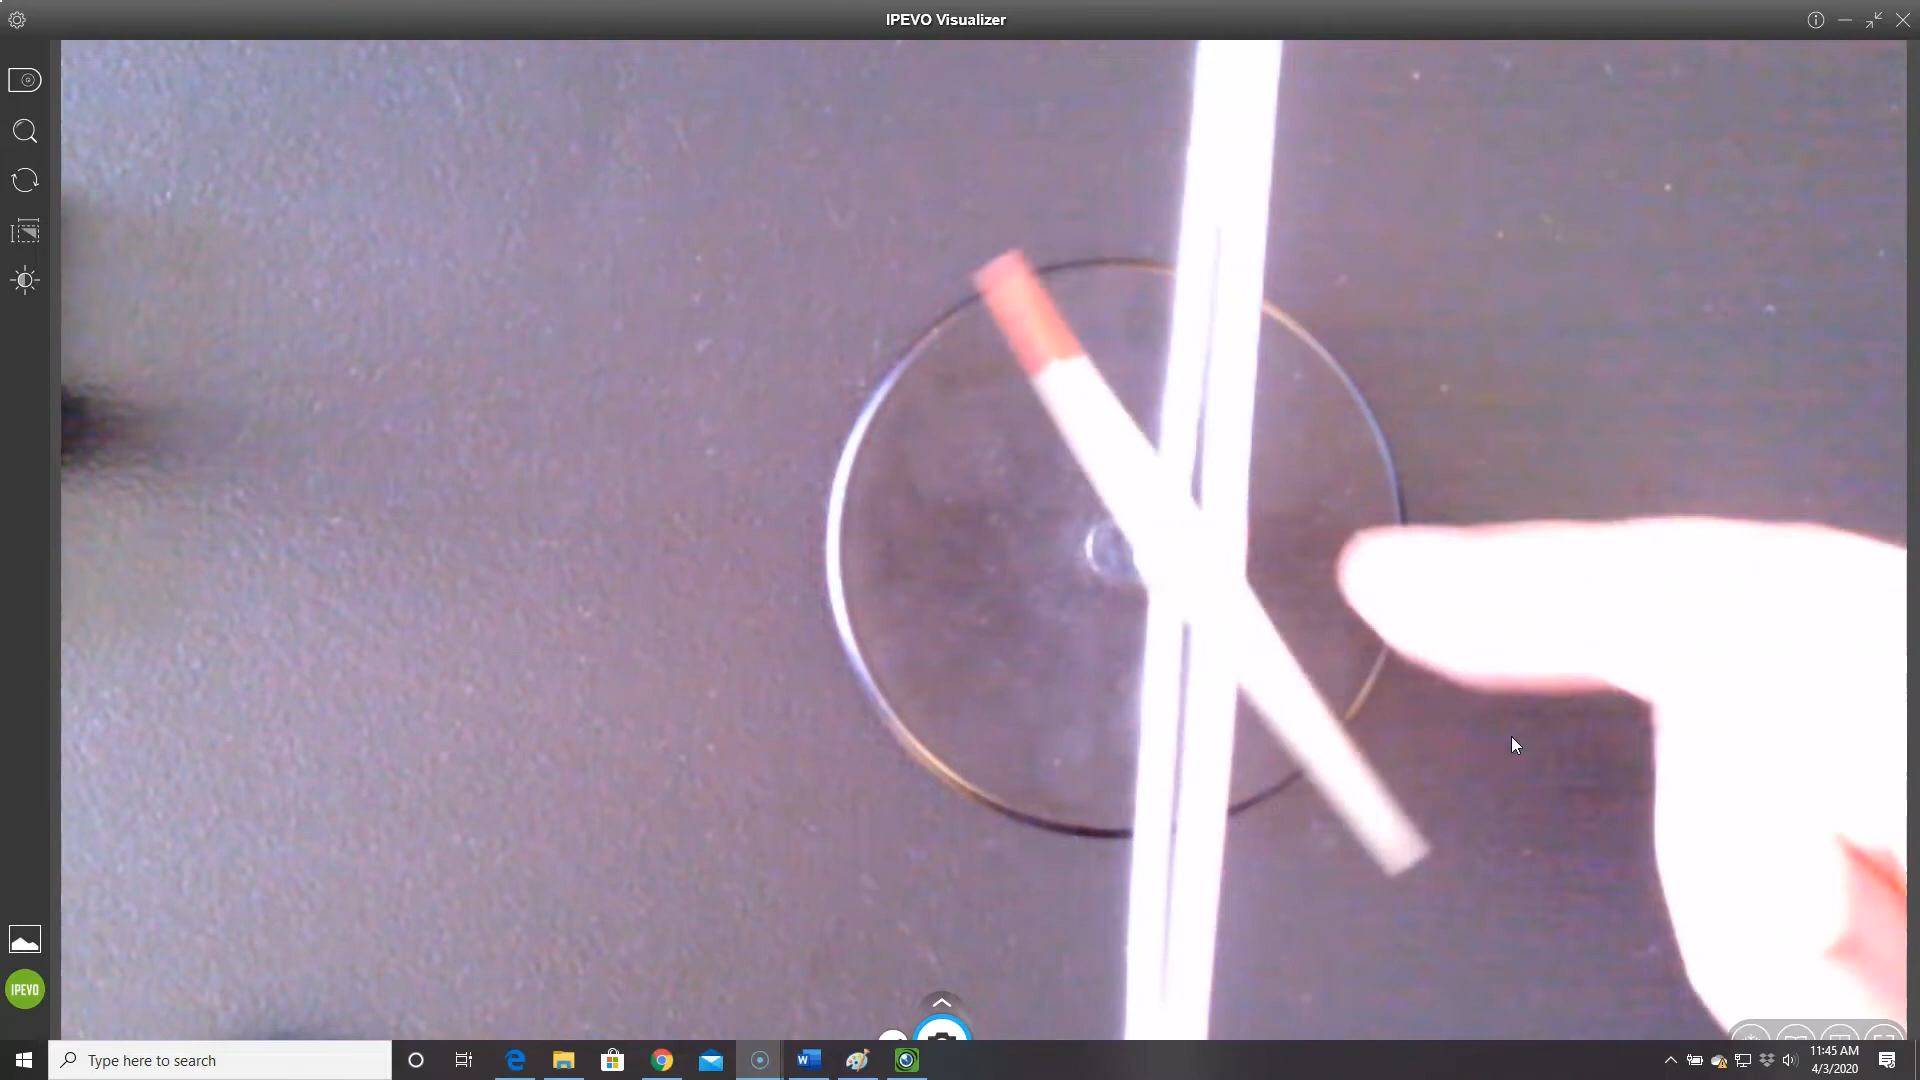 IPEVO Visualizer
IPEVO
Type here to search
11:45 AM
4/3/2020